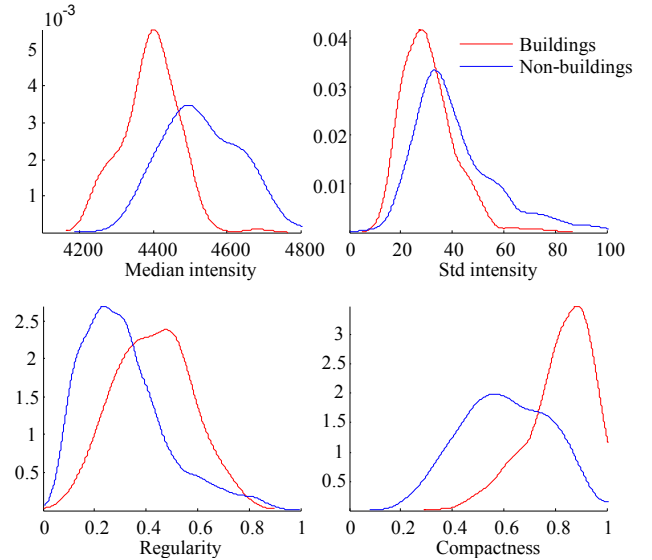 10^-3
5
4
3
2
1
4200 4400 4600 4800
Median intensity
0.04
0.03
0.02
0.01
0 20 40 60 80 100
Std intensity
Buildings
Non-buildings
2.5
2
1.5
1
0.5
0 0.2 0.4 0.6 0.8 1
Regularity
3
2.5
2
1.5
1
0.5
0 0.2 0.4 0.6 0.8 1
Compactness